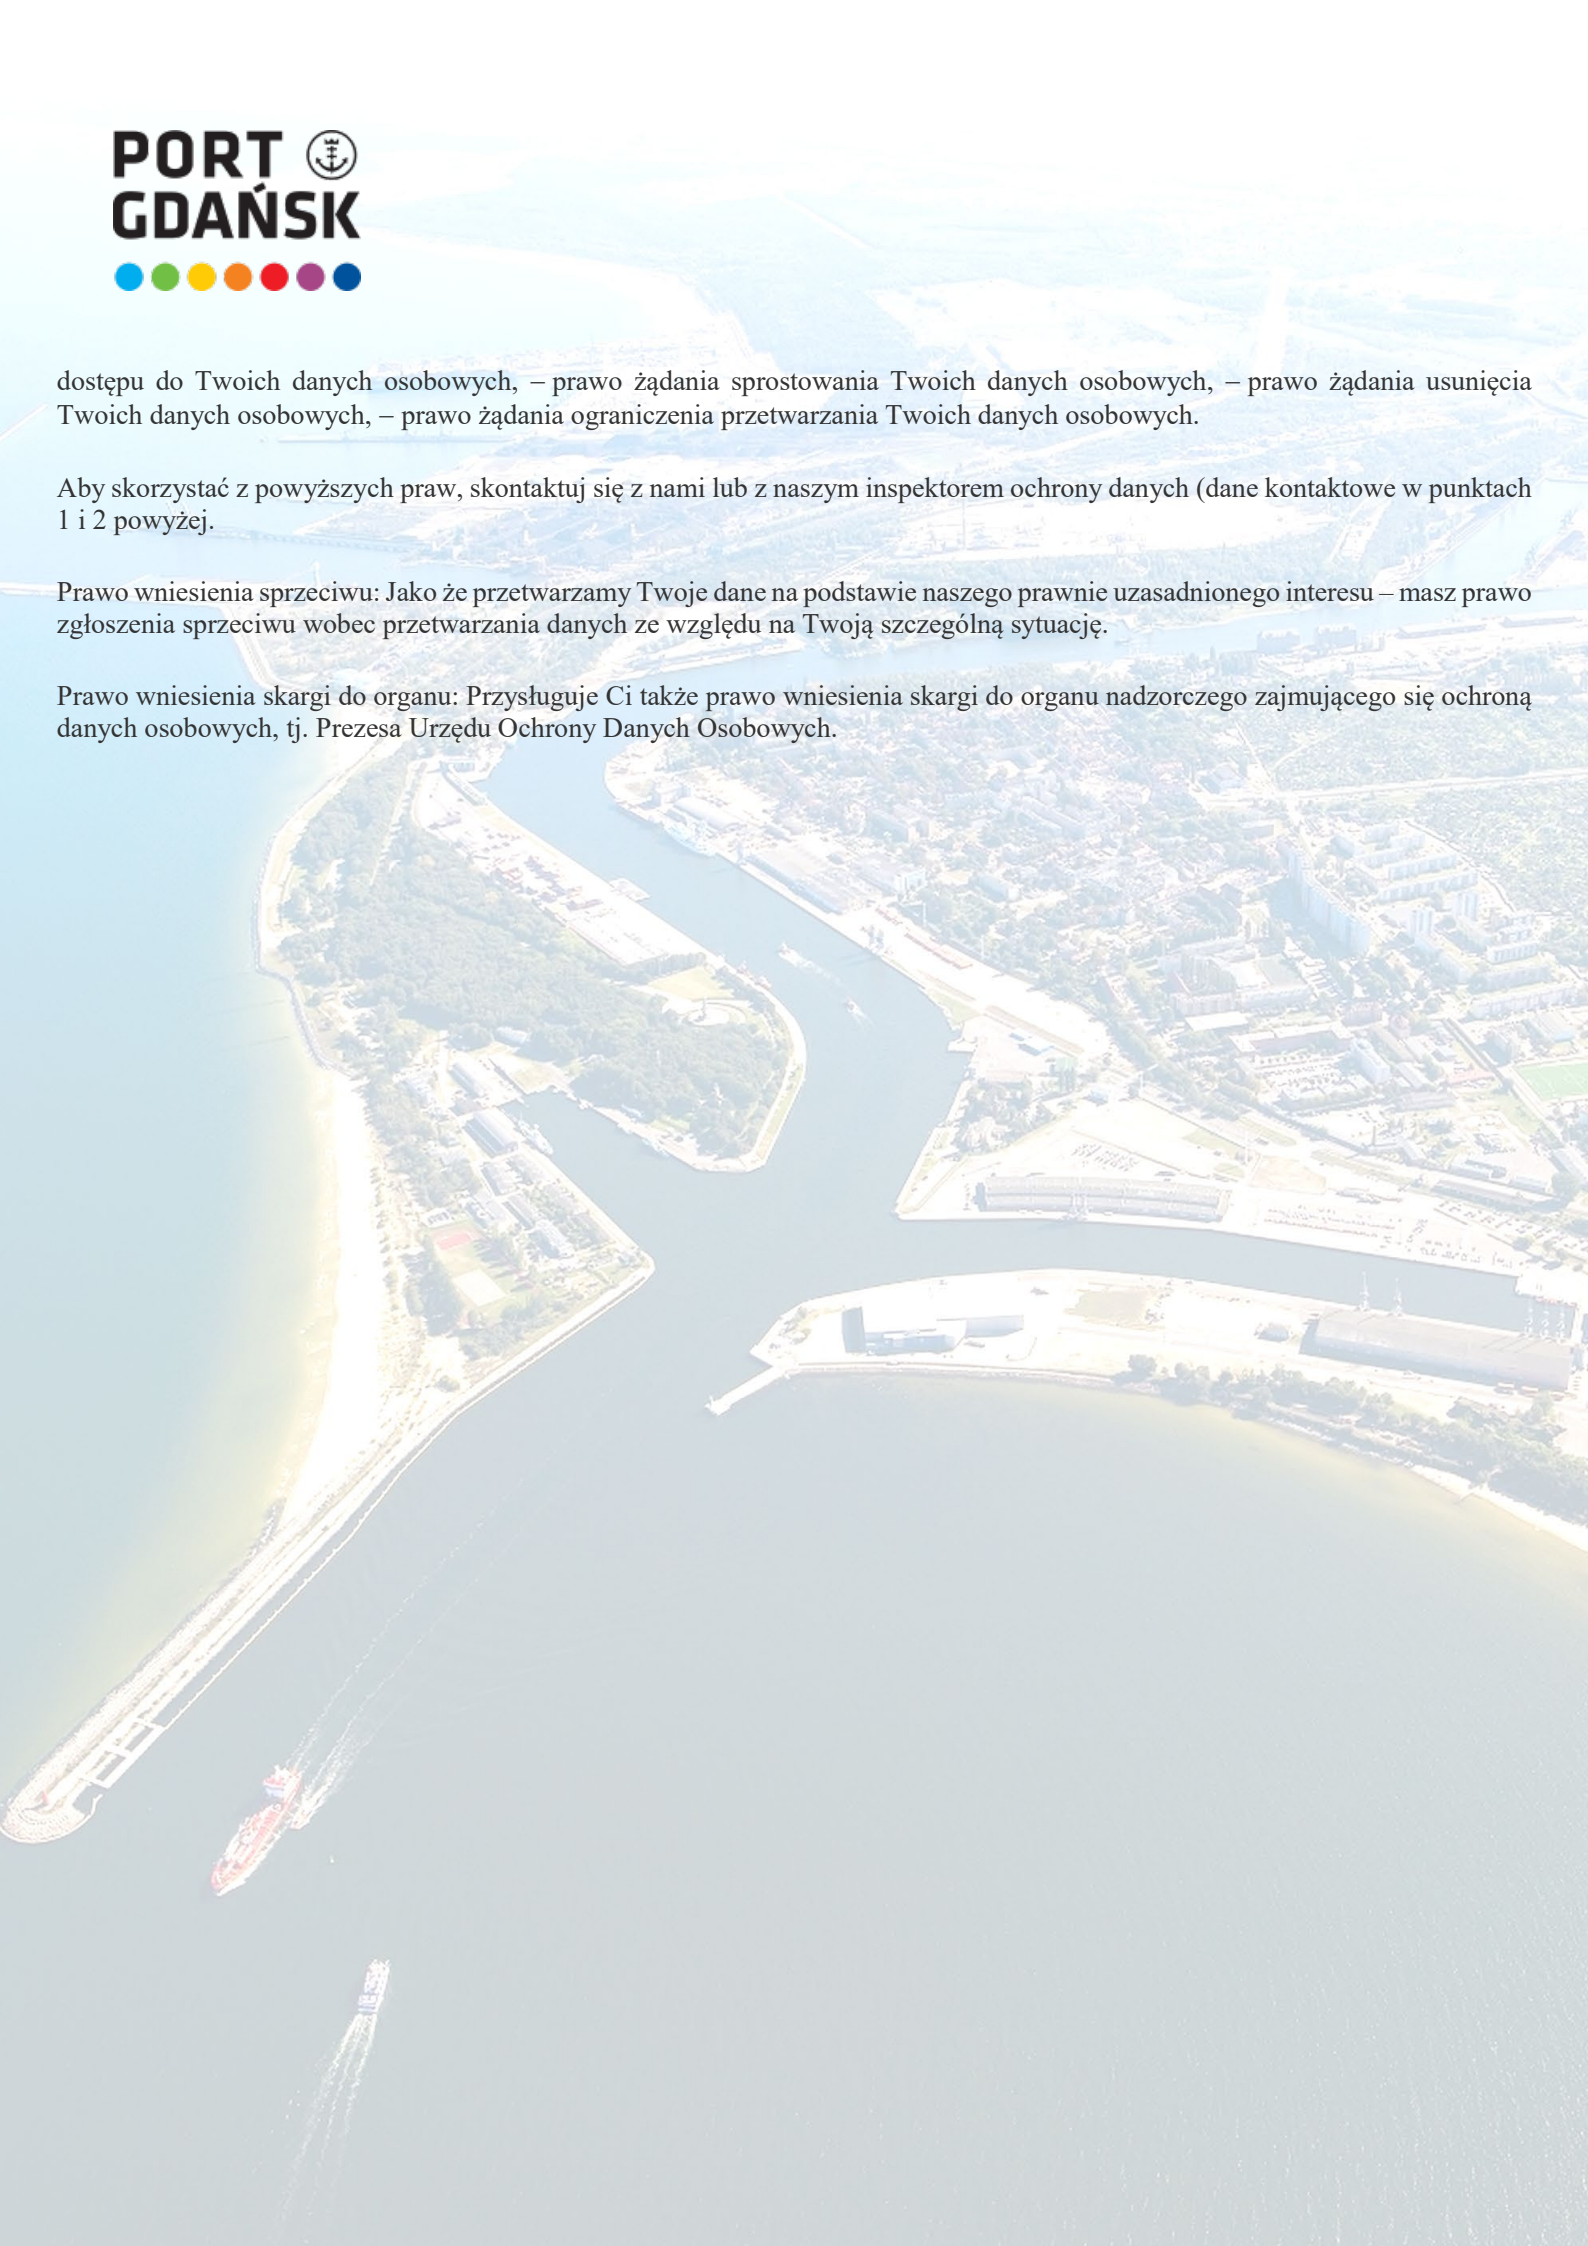 PORT
GDAŃSK
dostępu do Twoich danych osobowych, – prawo żądania sprostowania Twoich danych osobowych, – prawo żądania usunięcia
Twoich danych osobowych, – prawo żądania ograniczenia przetwarzania Twoich danych osobowych.
Aby skorzystać z powyższych praw, skontaktuj się z nami lub z naszym inspektorem ochrony danych (dane kontaktowe w punktach
1 i 2 powyżej.
Prawo wniesienia sprzeciwu: Jako że przetwarzamy Twoje dane na podstawie naszego prawnie uzasadnionego interesu – masz prawo
zgłoszenia sprzeciwu wobec przetwarzania danych ze względu na Twoją szczególną sytuację.
Prawo wniesienia skargi do organu: Przysługuje Ci także prawo wniesienia skargi do organu nadzorczego zajmującego się ochroną
danych osobowych, tj. Prezesa Urzędu Ochrony Danych Osobowych.